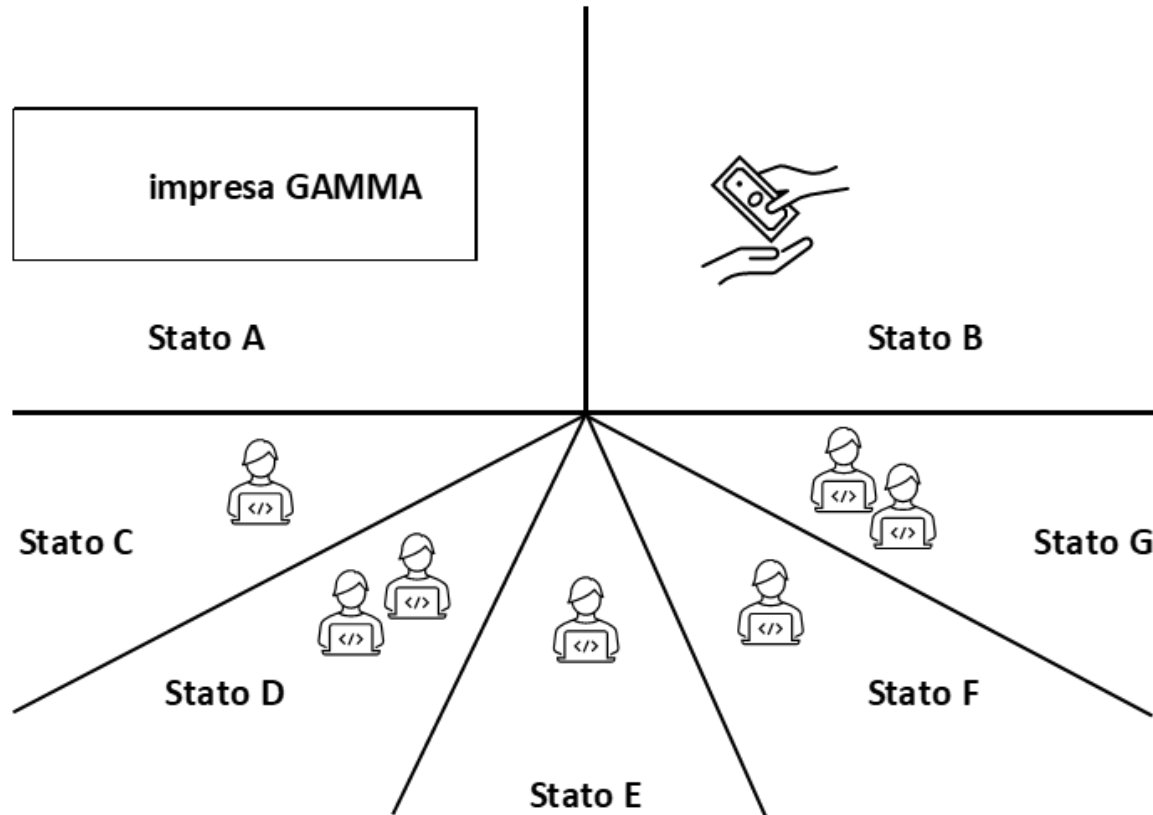 impresa GAMMA
Stato A
Stato B
</>
</>
</>
Stato C
Stato G
</>
</>
</>
</>
Stato D
Stato F
Stato E